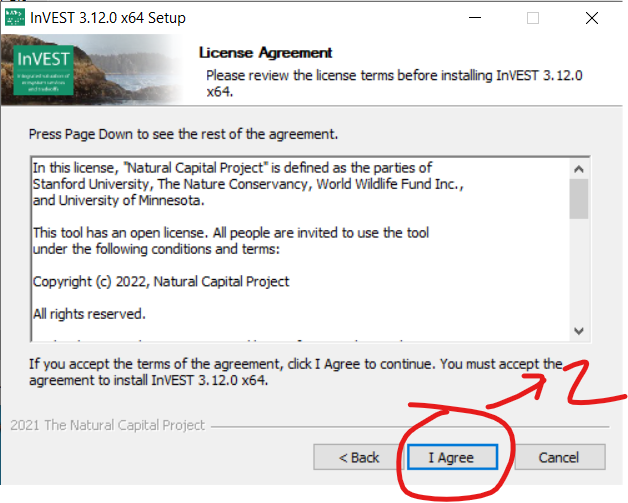 InVEST 3.12.0 x64 Setup
InVEST
integrated valuation of
ecosystem services
and tradeoffs
License Agreement
Please review the license terms before installing InVEST 3.12.0
x64.
Press Page Down to see the rest of the agreement.
In this license, "Natural Capital Project" is defined as the parties of
Stanford University, The Nature Conservancy, World Wildlife Fund Inc.,
and University of Minnesota.
This tool has an open license. All people are invited to use the tool
under the following conditions and terms:
Copyright (c) 2022, Natural Capital Project
All rights reserved.
If you accept the terms of the agreement, click I Agree to continue. You must accept the
agreement to install InVEST 3.12.0 x64.
2
2021 The Natural Capital Project
< Back
I Agree
Cancel